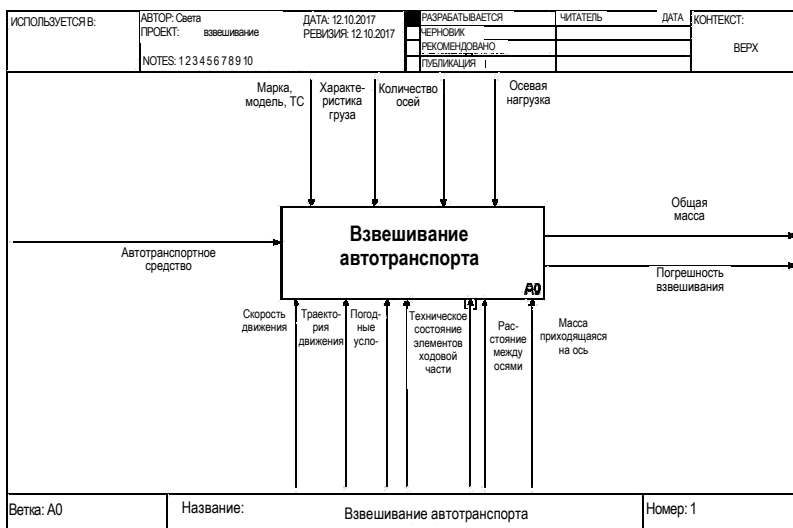 ИСПОЛЬЗУЕТСЯ В:
АВТОР: Света
ДАТА: 12.10.2017
ПРОЕКТ: взвешивание
РЕВИЗИЯ: 12.10.2017
NOTES: 1 2 3 4 5 6 7 8 9 10
РАЗРАБАТЫВАЕТСЯ
ЧЕРНОВИК
РЕКОМЕНДОВАНО
ПУБЛИКАЦИЯ
ЧИТАТЕЛЬ
ДАТА
КОНТЕКСТ:
ВЕРХ
Марка,
модель, ТС
Характе-
ристика
груза
Количество
осей
Осевая
нагрузка
Автотранспортное
средство
Взвешивание
автотранспорта
A0
Общая
масса
Погрешность
взвешивания
Скорость
движения
Траекто-
рия
движения
Погод-
ные
усло-
Техническое
состояние
элементов
ходовой
части
Рас-
стояние
между
осями
Масса
приходящаяся
на ось
Ветка: A0
Название:
Взвешивание автотранспорта
Номер: 1